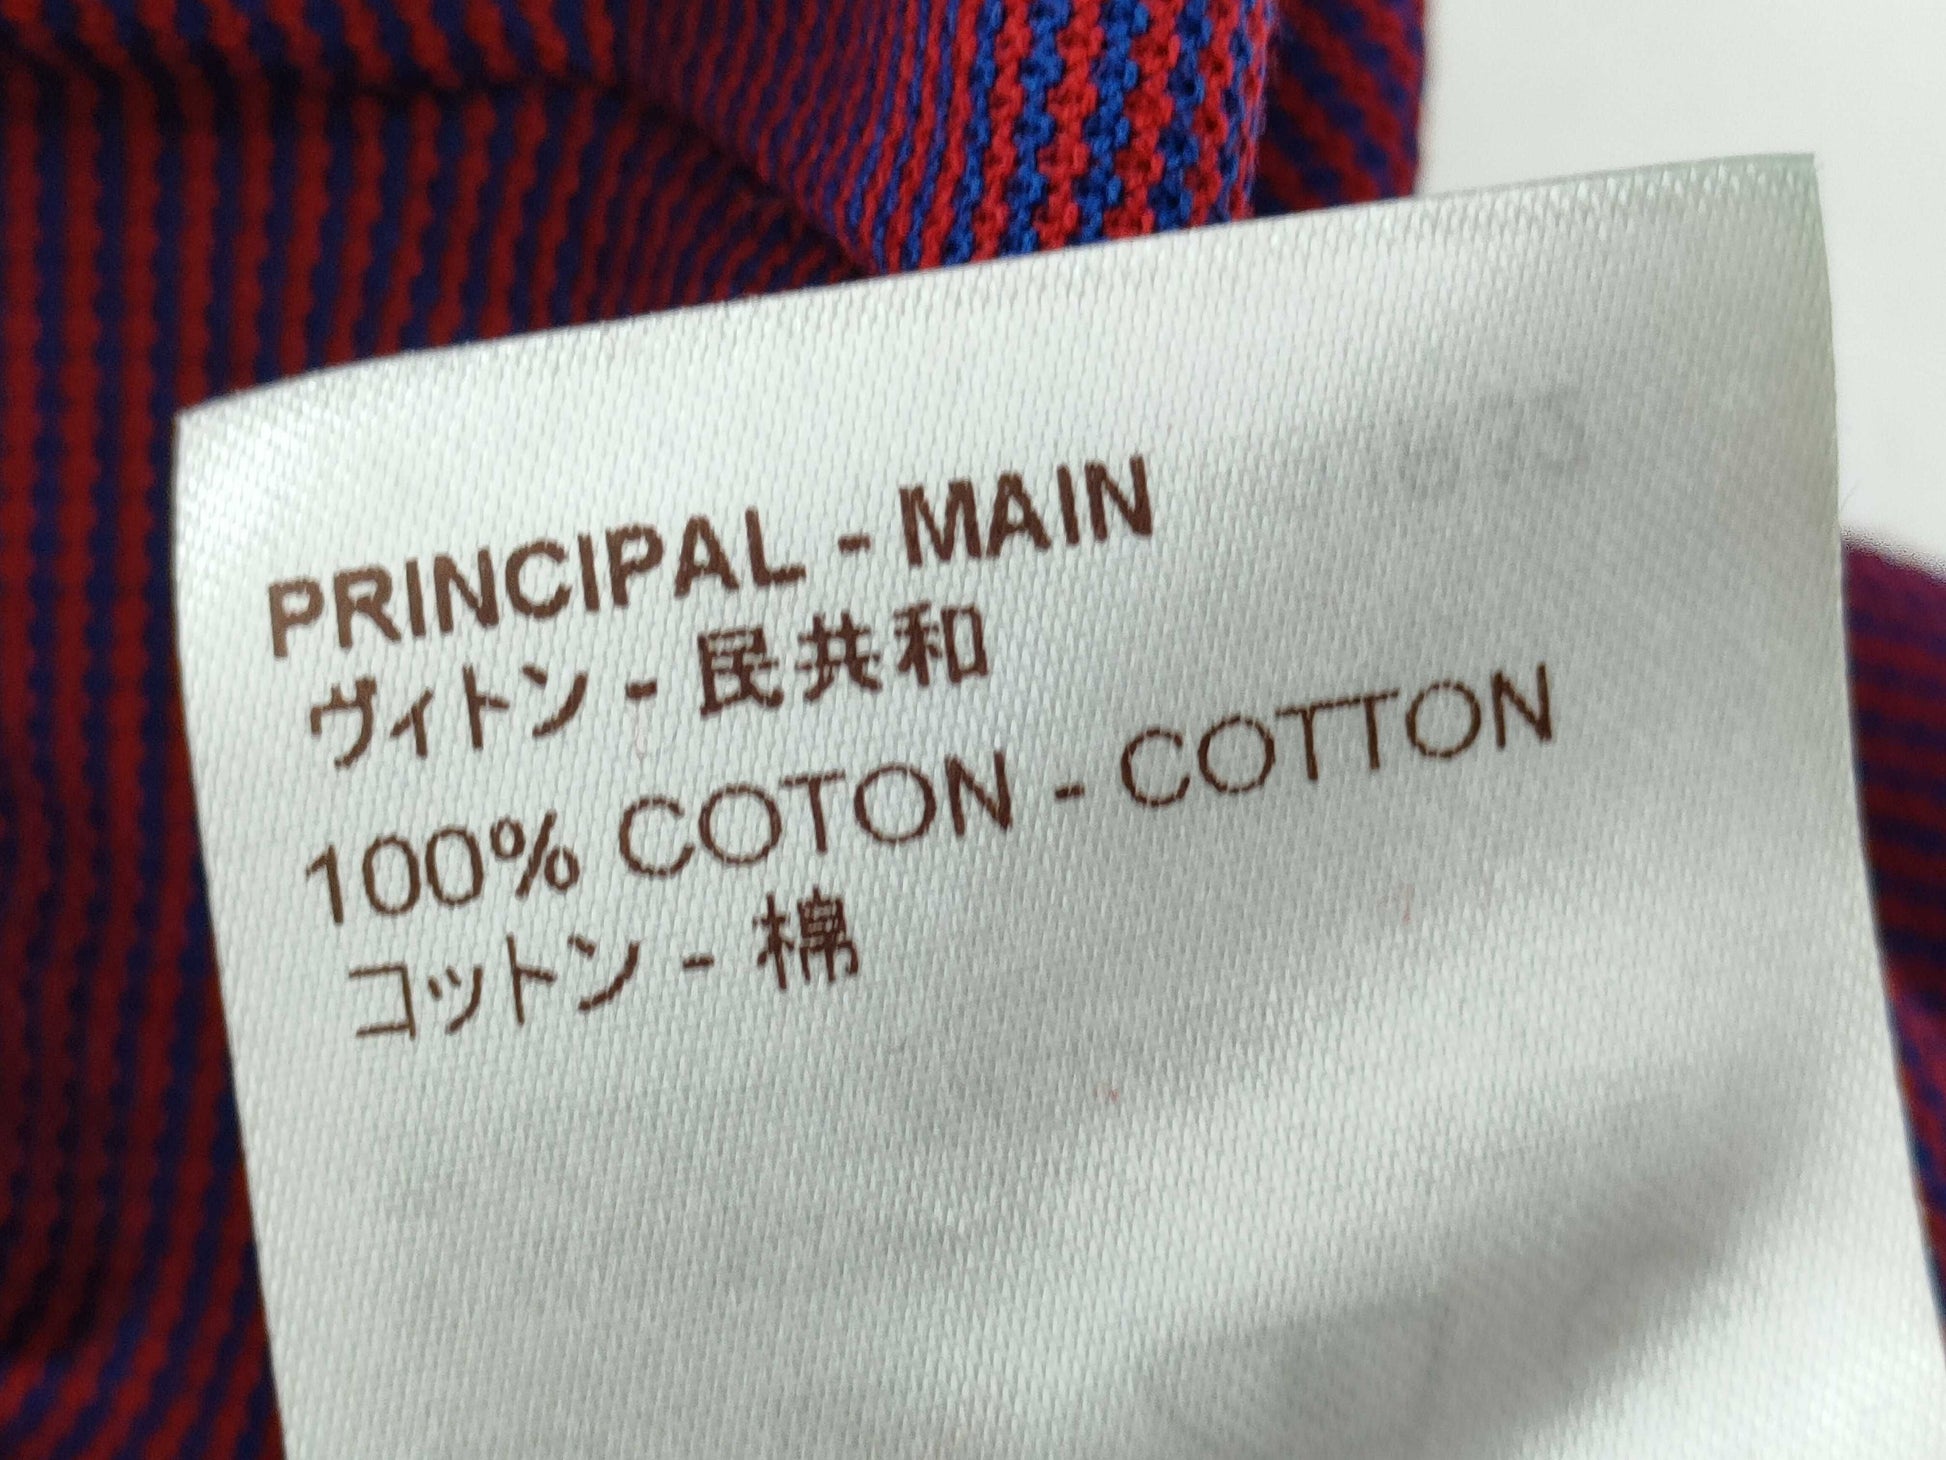 PRINCIPAL - MAIN
ヴィトン - 民共和
100% COTON - COTTON
コットン - 棉